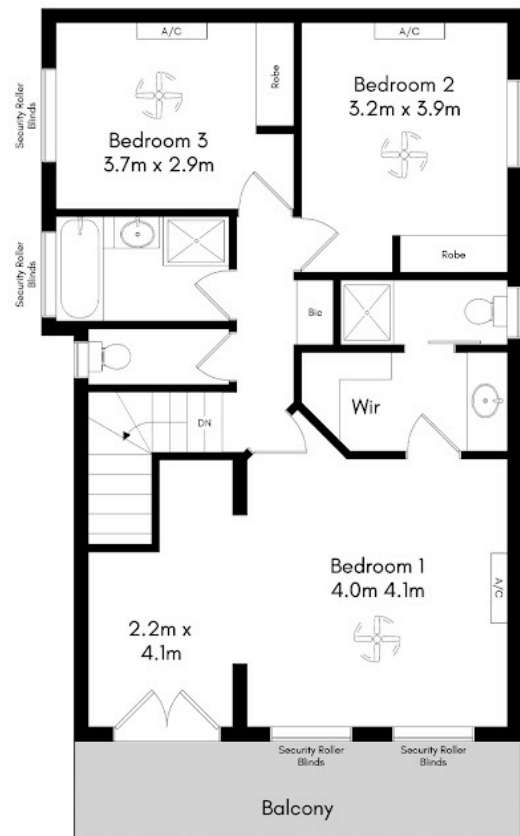 A/C
A/C
Robe
Security Roller
Blinds
Bedroom 3
3.7m x 2.9m
Bedroom 2
3.2m x 3.9m
Security Roller
Blinds
Robe
Bie
Wir
DN
Bedroom 1
4.0m 4.1m
A/C
2.2m x
4.1m
Security Roller
Blinds
Security Roller
Blinds
Balcony